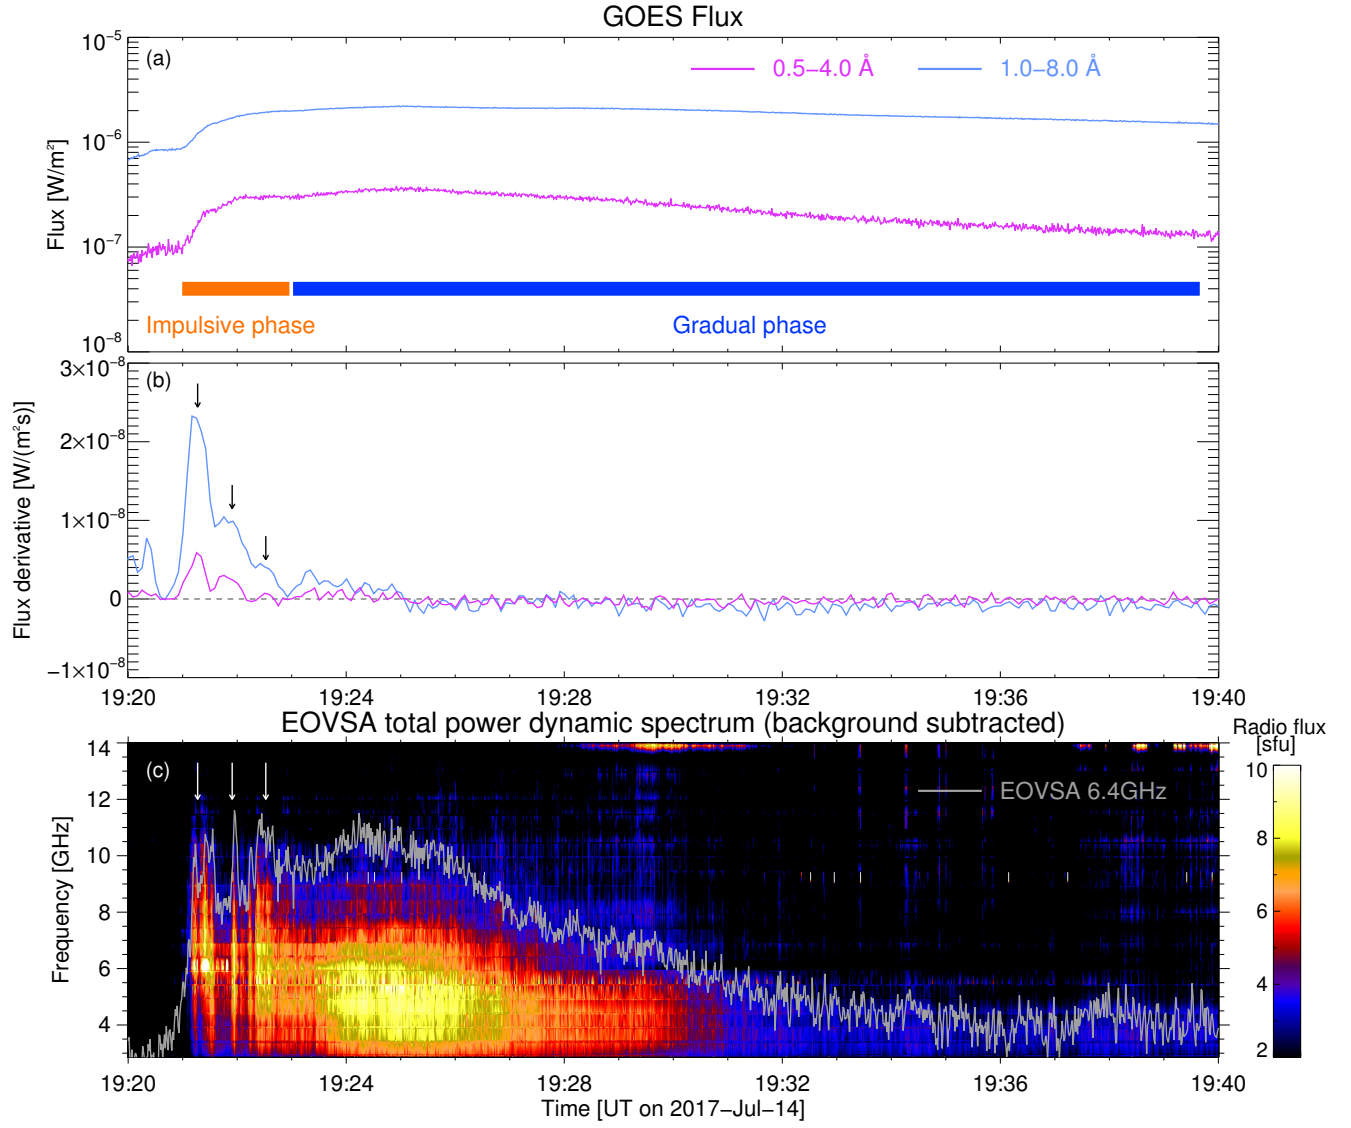 GOES Flux
10⁻⁵
(a)
0.5−4.0 Å
1.0−8.0 Å
10⁻⁶
Flux [W/m²]
10⁻⁷
Impulsive phase
Gradual phase
10⁻⁸
3×10⁻⁸
(b)
2×10⁻⁸
1×10⁻⁸
Flux derivative [W/(m²s)]
0
−1×10⁻⁸
19:20 19:24 19:28 19:32 19:36 19:40
EOVSA total power dynamic spectrum (background subtracted)
Radio flux
[sfu]
14
(c)
12
EOVSA 6.4GHz
10
8
6
4
Frequency [GHz]
10
8
6
4
2
19:20 19:24 19:28 19:32 19:36 19:40
Time [UT on 2017−Jul−14]